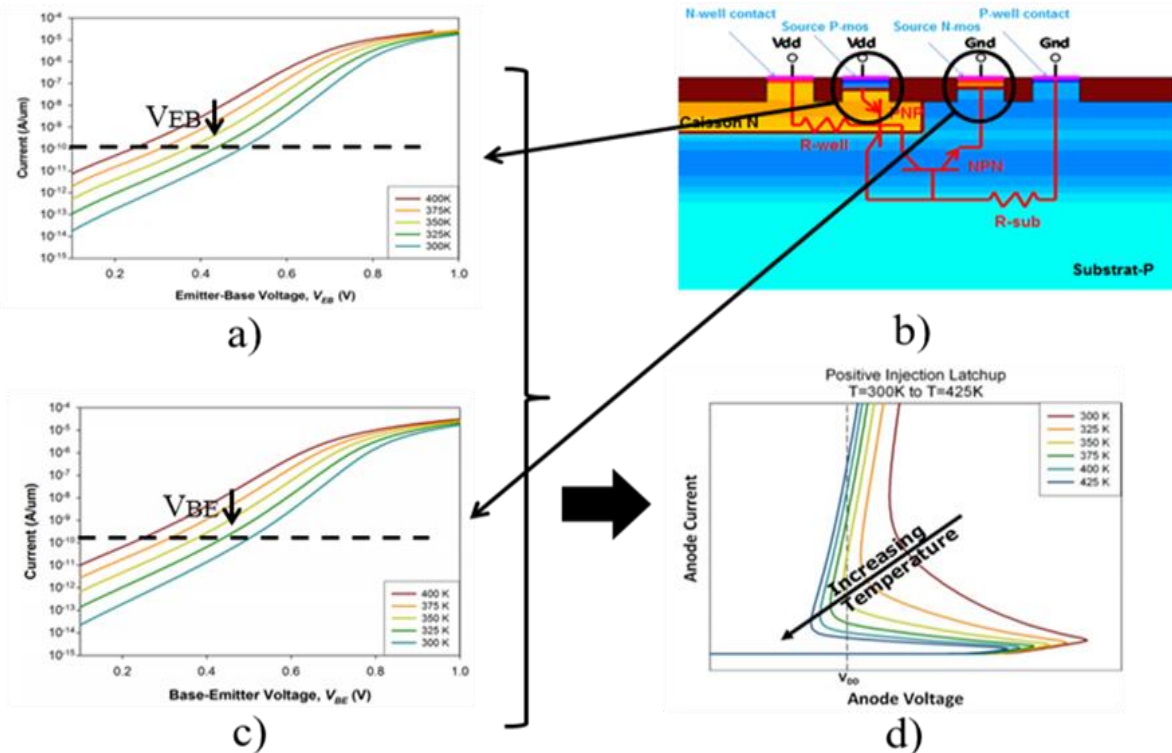 10⁻⁴
10⁻⁵
10⁻⁶
10⁻⁷
10⁻⁸
10⁻⁹
10⁻¹⁰
10⁻¹¹
10⁻¹²
10⁻¹³
10⁻¹⁴
10⁻¹⁵
Current (A/um)
VEB
400K
375K
350K
325K
300K
0.2 0.4 0.6 0.8 1.0
Emitter-Base Voltage, VEB (V)
a)
N-well contact
Source P-mos
Source N-mos
P-well contact
Vdd Vdd Gnd Gnd
Caisson N
PNP
R-well
NPN
R-sub
Substrat-P
b)
10⁻⁴
10⁻⁵
10⁻⁶
10⁻⁷
10⁻⁸
10⁻⁹
10⁻¹⁰
10⁻¹¹
10⁻¹²
10⁻¹³
10⁻¹⁴
10⁻¹⁵
Current (A/um)
VBE
400 K
375 K
350 K
325 K
300 K
0.2 0.4 0.6 0.8 1.0
Base-Emitter Voltage, VBE (V)
c)
Positive Injection Latchup
T=300K to T=425K
300 K
325 K
350 K
375 K
400 K
425 K
Anode Current
Increasing
Temperature
VDD
Anode Voltage
d)